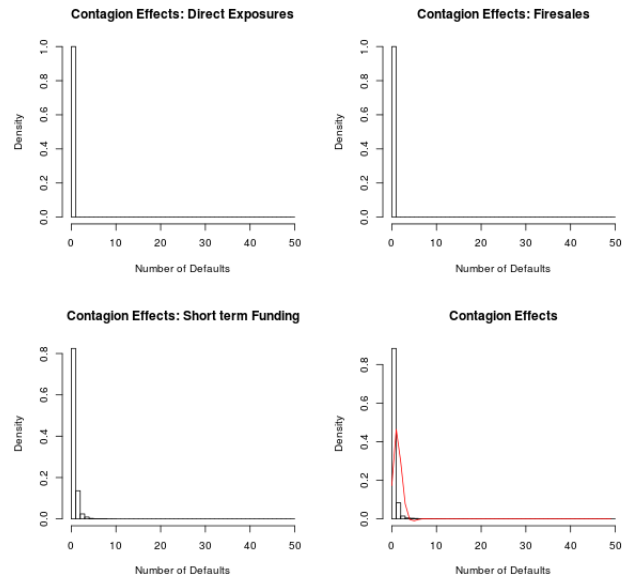 Contagion Effects: Direct Exposures
Density
0.0 0.2 0.4 0.6 0.8 1.0
0 10 20 30 40 50
Number of Defaults
Contagion Effects: Firesales
Density
0.0 0.2 0.4 0.6 0.8 1.0
0 10 20 30 40 50
Number of Defaults
Contagion Effects: Short term Funding
Density
0.0 0.2 0.4 0.6 0.8
0 10 20 30 40 50
Number of Defaults
Contagion Effects
Density
0.0 0.2 0.4 0.6 0.8
0 10 20 30 40 50
Number of Defaults